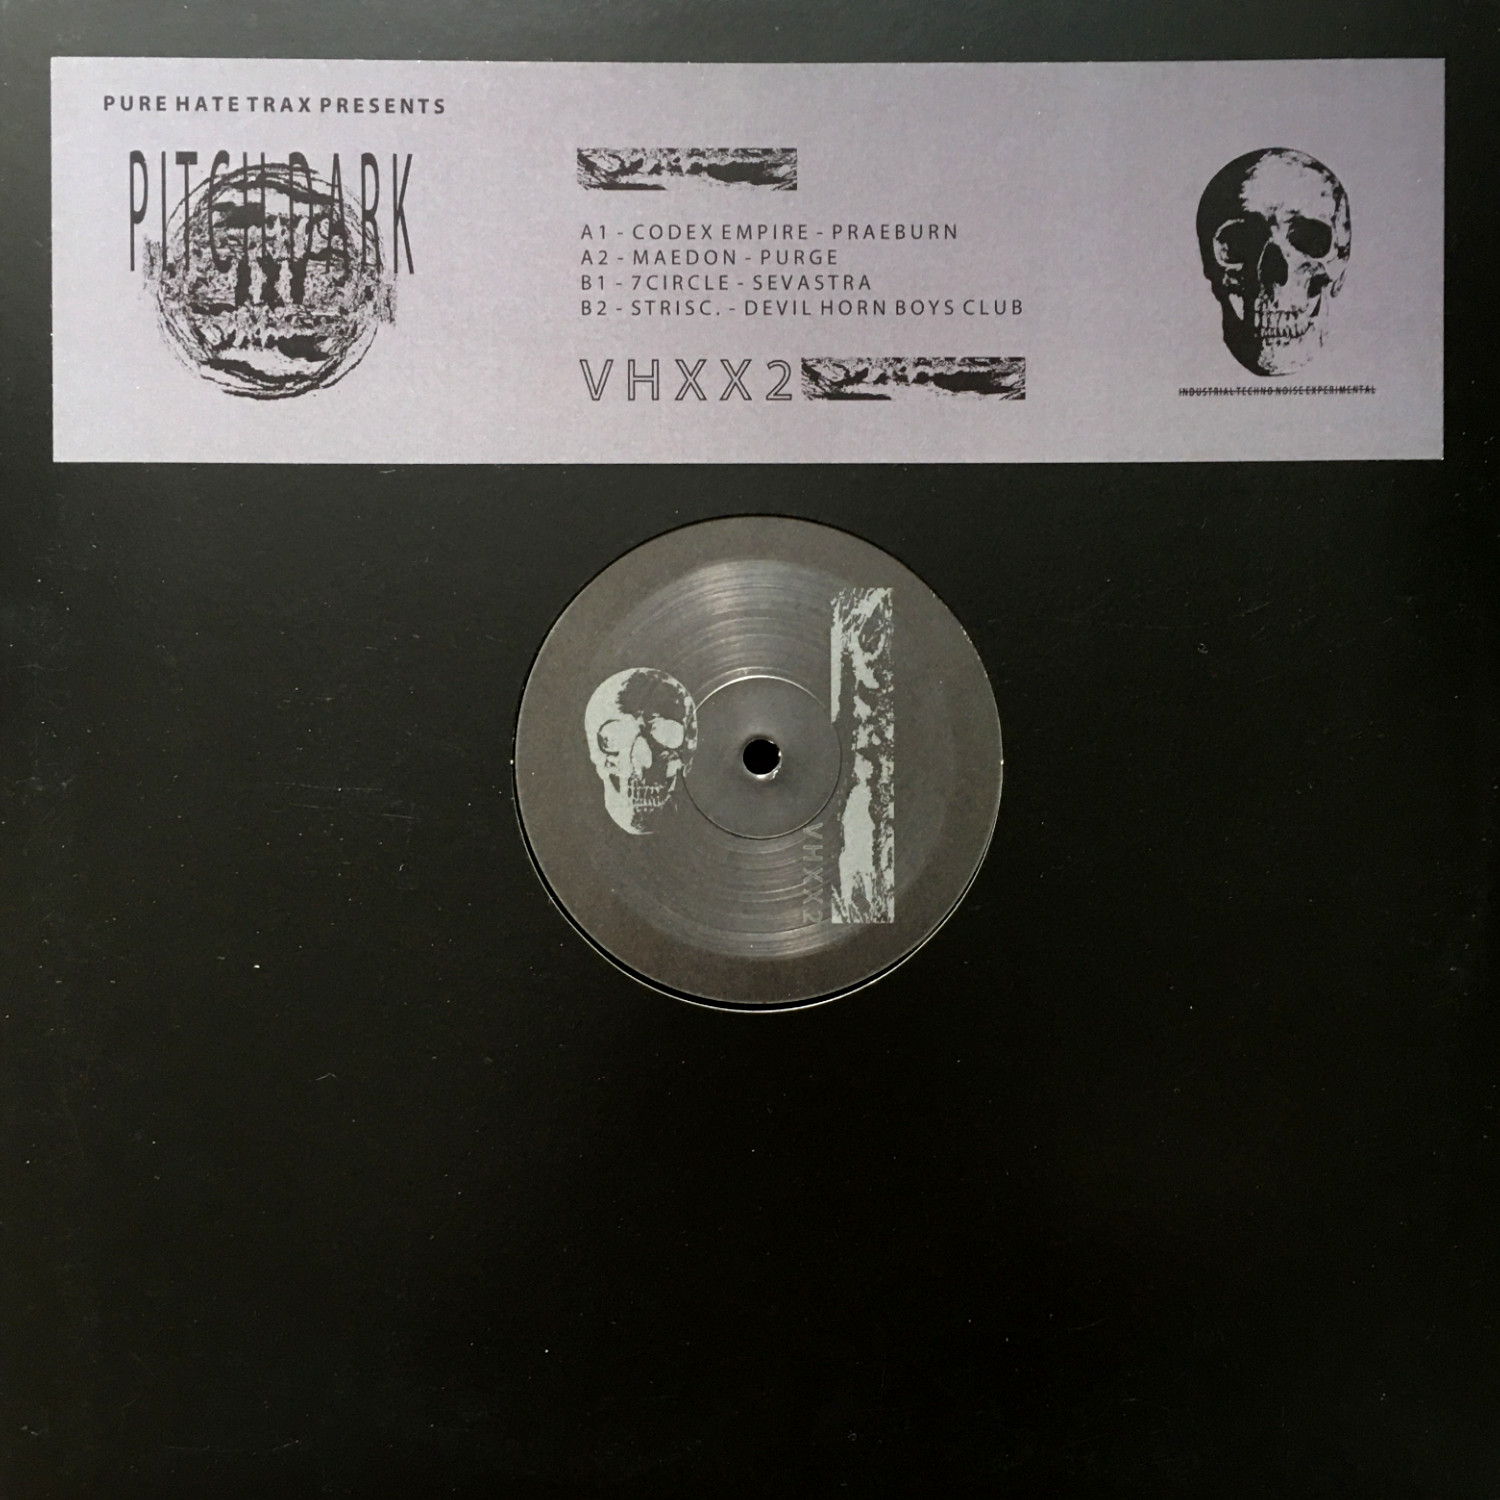 PURE HATE TRAX PRESENTS
PITCH DARK
A1 - CODEX EMPIRE - PRAEBURN
A2 - MAEDON - PURGE
B1 - 7CIRCLE - SEVASTRA
B2 - STRISC. - DEVIL HORN BOYS CLUB
VHXX2
INDUSTRIAL TECHNO NOISE EXPERIMENTAL
VHXX2